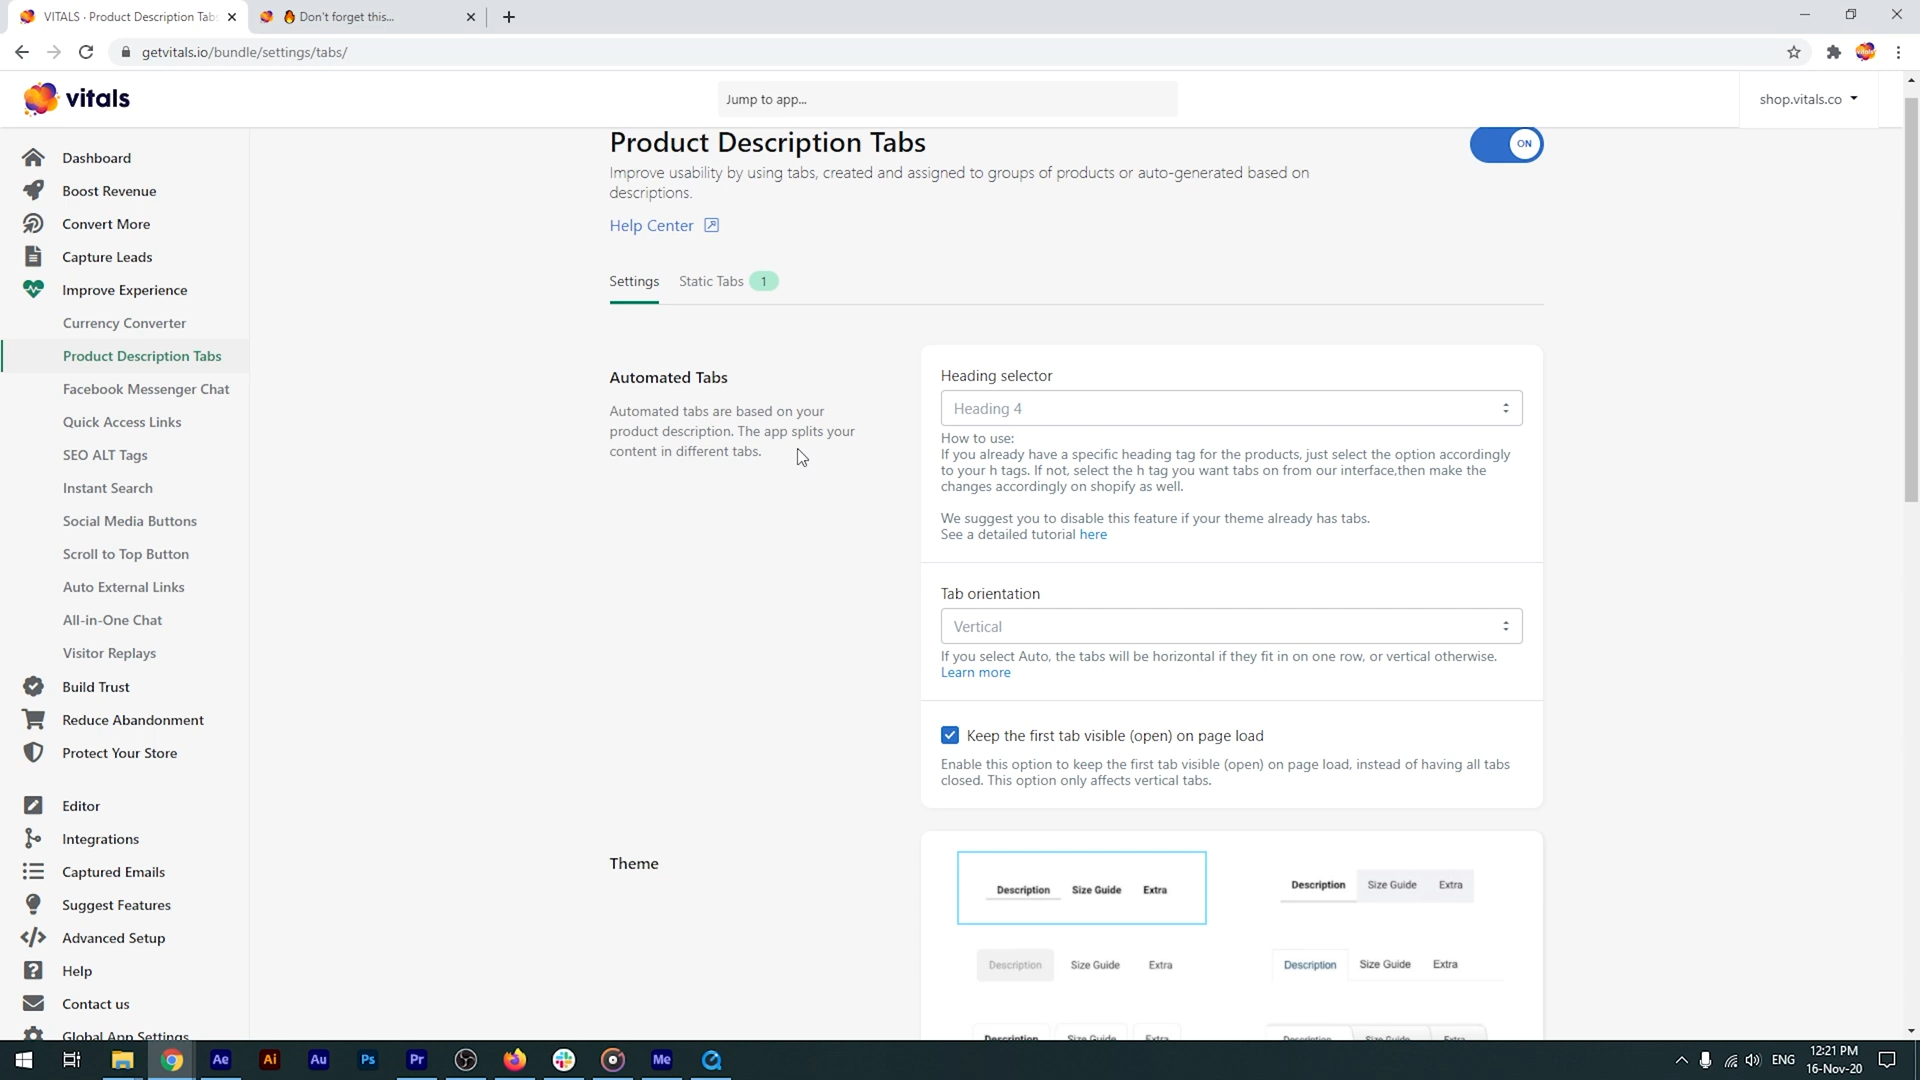 VITALS · Product Description Tabs
🔥 Don't forget this...
getvitals.io/bundle/settings/tabs/
vitals
Jump to app...
shop.vitals.co
Dashboard
Boost Revenue
Convert More
Capture Leads
Improve Experience
Currency Converter
Product Description Tabs
Facebook Messenger Chat
Quick Access Links
SEO ALT Tags
Instant Search
Social Media Buttons
Scroll to Top Button
Auto External Links
All-in-One Chat
Visitor Replays
Build Trust
Reduce Abandonment
Protect Your Store
Editor
Integrations
Captured Emails
Suggest Features
Advanced Setup
Help
Contact us
Global App Settings
Product Description Tabs
ON
Improve usability by using tabs, created and assigned to groups of products or auto-generated based on
descriptions.
Help Center
Settings
Static Tabs 1
Automated Tabs
Automated tabs are based on your
product description. The app splits your
content in different tabs.
Heading selector
Heading 4
How to use:
If you already have a specific heading tag for the products, just select the option accordingly
to your h tags. If not, select the h tag you want tabs on from our interface,then make the
changes accordingly on shopify as well.
We suggest you to disable this feature if your theme already has tabs.
See a detailed tutorial here
Tab orientation
Vertical
If you select Auto, the tabs will be horizontal if they fit in on one row, or vertical otherwise.
Learn more
Keep the first tab visible (open) on page load
Enable this option to keep the first tab visible (open) on page load, instead of having all tabs
closed. This option only affects vertical tabs.
Theme
Description Size Guide Extra
Description Size Guide Extra
Description Size Guide Extra
Description Size Guide Extra
Description Size Guide Extra
Description Size Guide Extra
Ae Ai Au Ps Pr Me
ENG
12:21 PM
16-Nov-20